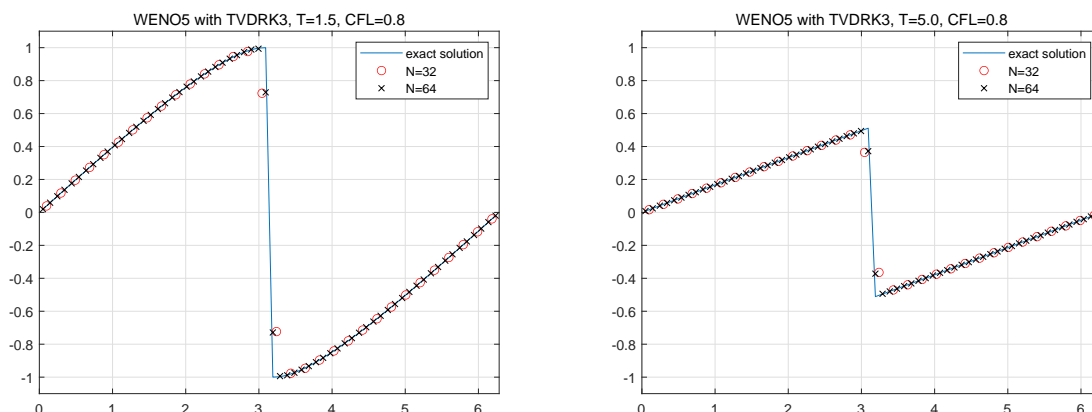 WENO5 with TVDRK3, T=1.5, CFL=0.8
exact solution
N=32
N=64
1
0.8
0.6
0.4
0.2
0
-0.2
-0.4
-0.6
-0.8
-1
0 1 2 3 4 5 6
WENO5 with TVDRK3, T=5.0, CFL=0.8
exact solution
N=32
N=64
1
0.8
0.6
0.4
0.2
0
-0.2
-0.4
-0.6
-0.8
-1
0 1 2 3 4 5 6